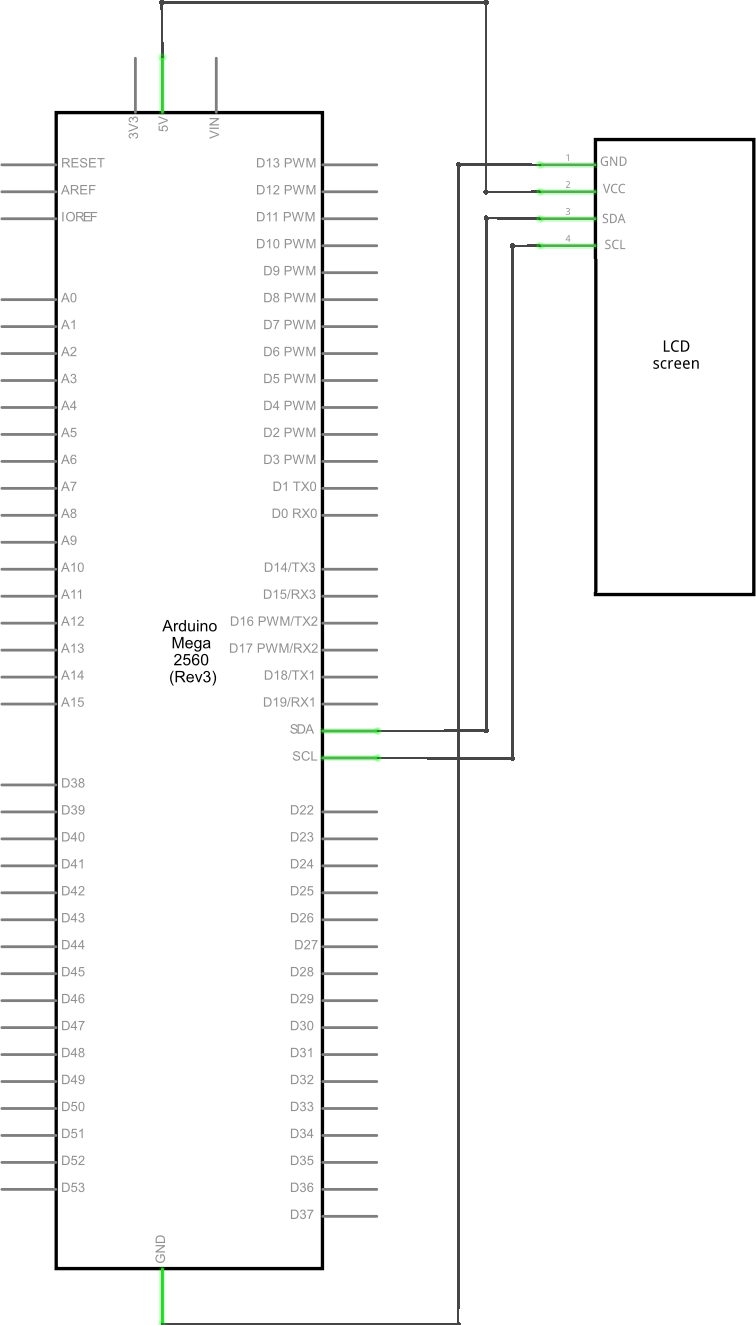 3V3
5V
VIN
RESET
AREF
IOREF
A0
A1
A2
A3
A4
A5
A6
A7
A8
A9
A10
A11
A12
A13
A14
A15
D38
D39
D40
D41
D42
D43
D44
D45
D46
D47
D48
D49
D50
D51
D52
D53
Arduino
Mega
2560
(Rev3)
D13 PWM
D12 PWM
D11 PWM
D10 PWM
D9 PWM
D8 PWM
D7 PWM
D6 PWM
D5 PWM
D4 PWM
D2 PWM
D3 PWM
D1 TX0
D0 RX0
D14/TX3
D15/RX3
D16 PWM/TX2
D17 PWM/RX2
D18/TX1
D19/RX1
SDA
SCL
D22
D23
D24
D25
D26
D27
D28
D29
D30
D31
D32
D33
D34
D35
D36
D37
GND
1 GND
2 VCC
3 SDA
4 SCL
LCD
screen